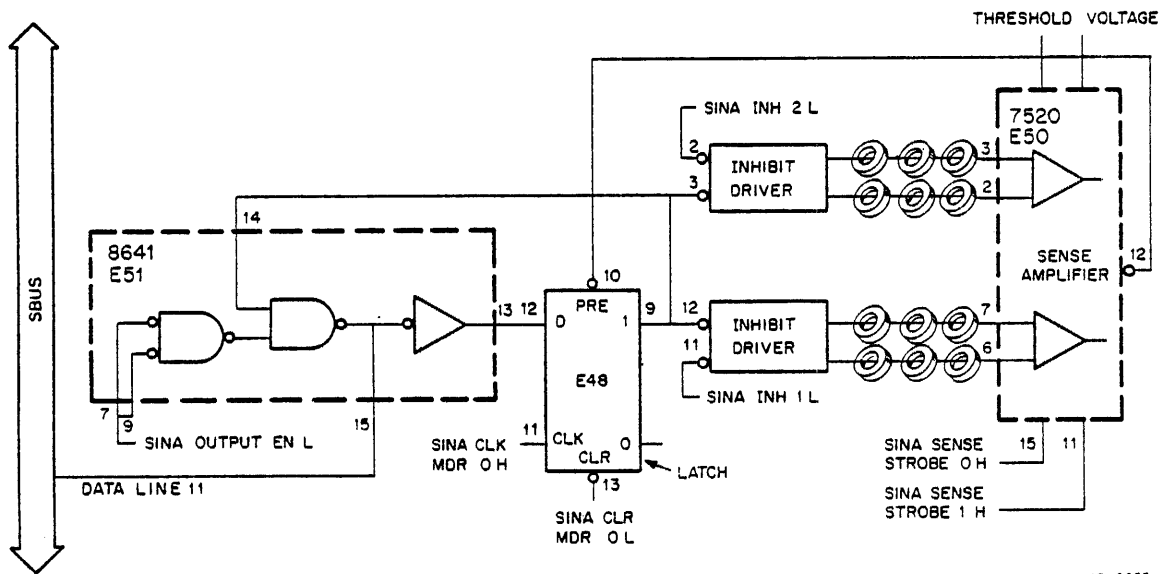 THRESHOLD VOLTAGE
SINA INH 2 L
7520
E50
2
INHIBIT
DRIVER
3
3
2
14
8641
E51
10
SENSE
AMPLIFIER
12
SBUS
13
12
D
PRE
1
9
12
INHIBIT
DRIVER
7
11
6
E48
SINA INH 1 L
7
9
15
11
SINA OUTPUT EN L
SINA CLK
MDR 0 H
CLK
CLR
0
LATCH
SINA SENSE
STROBE 0 H
15
11
DATA LINE 11
13
SINA CLR
MDR 0 L
SINA SENSE
STROBE 1 H